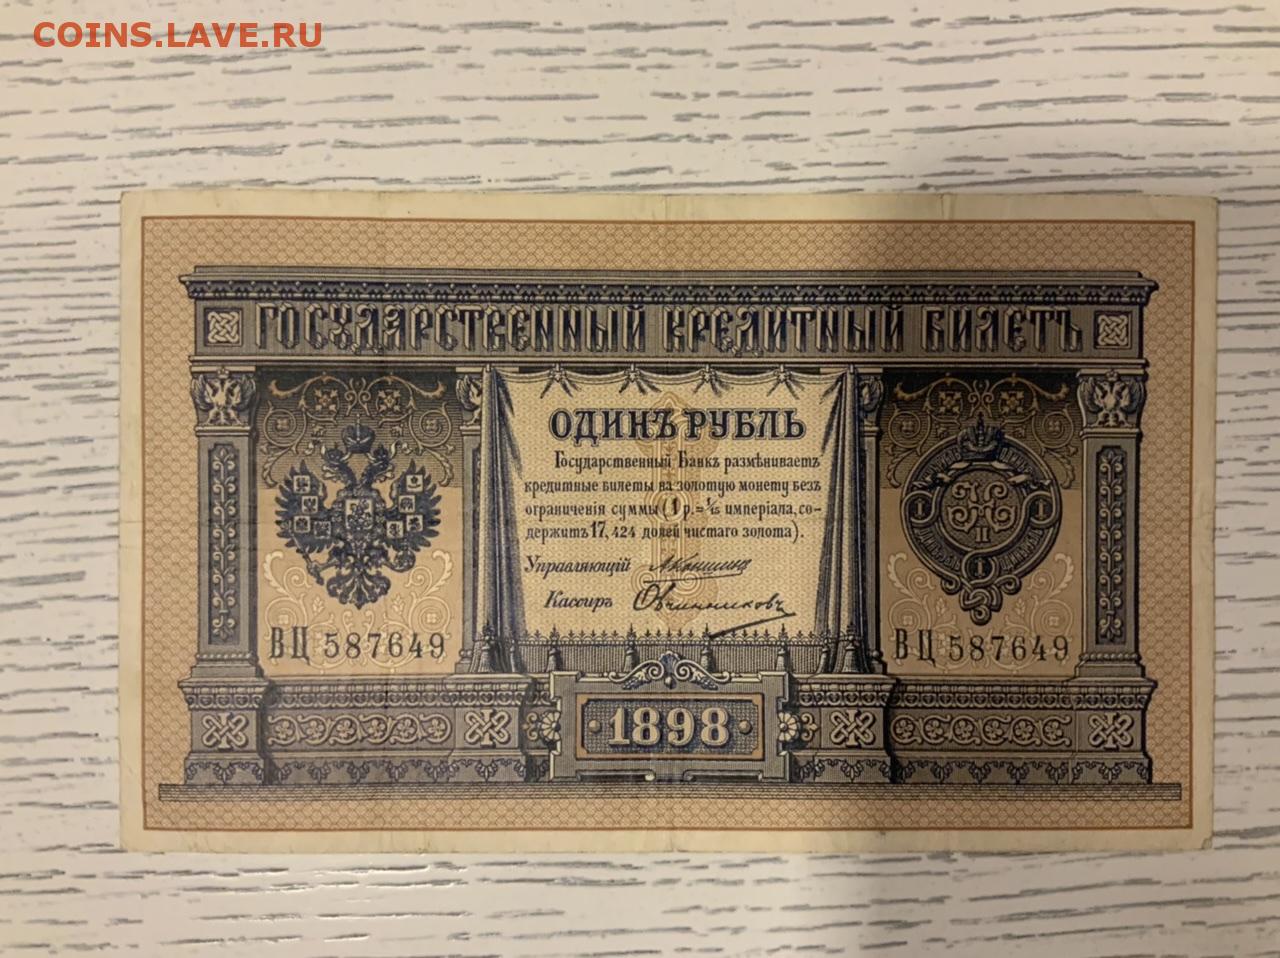 COINS.LAVE.RU
ГОСУДАРСТВЕННЫЙ КРЕДИТНЫЙ БИЛЕТЪ
ОДИНЪ РУБЛЬ
Государственный Банкъ размѣниваетъ
кредитные билеты на золотую монету безъ
ограниченія суммы (1 р. = 1/15 имперіала, со-
держитъ 17,424 долей чистаго золота).
Управляющій
Кассиръ Овчинниковъ
ВЦ 587649
ВЦ 587649
1898